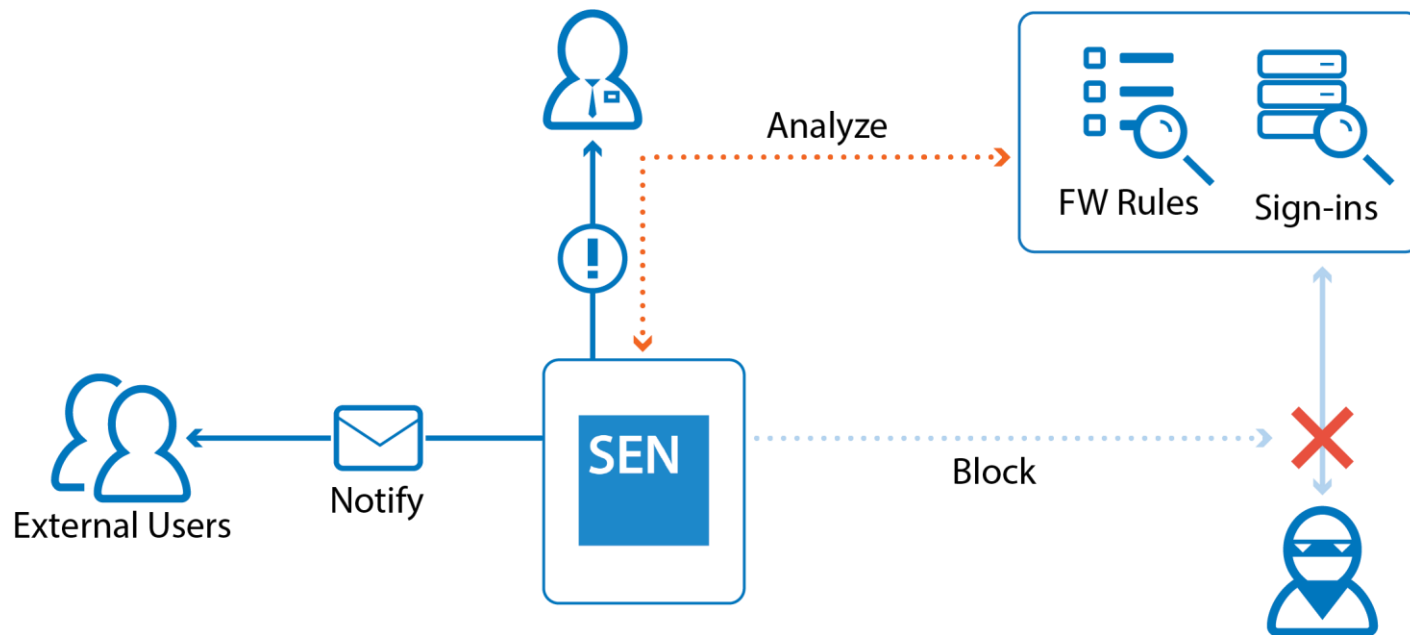 Analyze
FW Rules
Sign-ins
SEN
Block
Notify
External Users